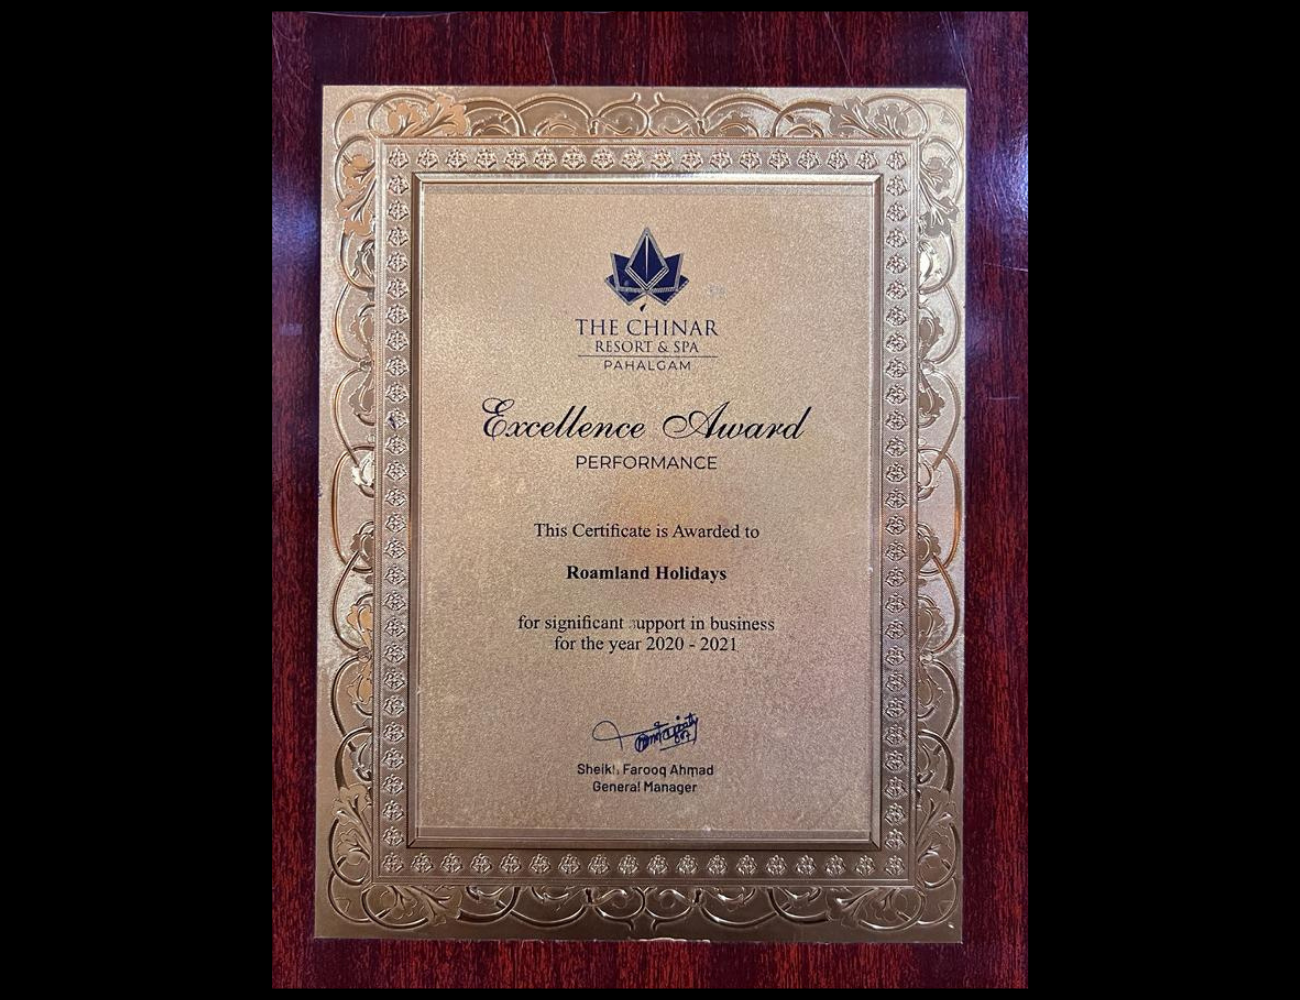 THE CHINAR
RESORT & SPA
PAHALGAM
Excellence Award
PERFORMANCE
This Certificate is Awarded to
Roamland Holidays
for significant support in business
for the year 2020 - 2021
Sheikh Farooq Ahmad
General Manager